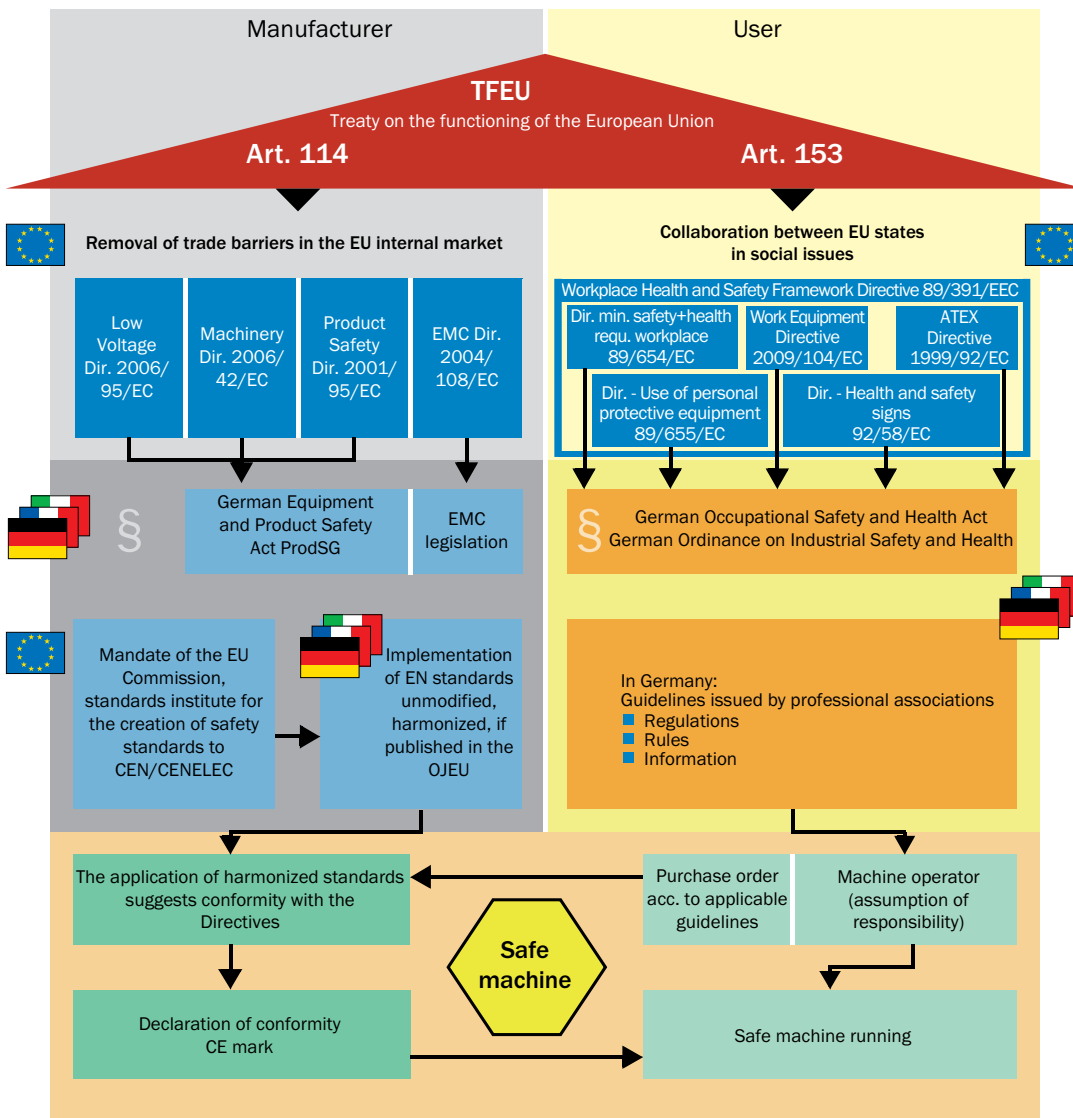 Manufacturer
User
TFEU
Treaty on the functioning of the European Union
Art. 114
Art. 153
Removal of trade barriers in the EU internal market
Collaboration between EU states
in social issues
Low
Voltage
Dir. 2006/
95/EC
Machinery
Dir. 2006/
42/EC
Product
Safety
Dir. 2001/
95/EC
EMC Dir.
2004/
108/EC
Workplace Health and Safety Framework Directive 89/391/EEC
Dir. min. safety+health
requ. workplace
89/654/EC
Work Equipment
Directive
2009/104/EC
ATEX
Directive
1999/92/EC
Dir. - Use of personal
protective equipment
89/655/EC
Dir. - Health and safety
signs
92/58/EC
§
German Equipment
and Product Safety
Act ProdSG
EMC
legislation
§
German Occupational Safety and Health Act
German Ordinance on Industrial Safety and Health
Mandate of the EU
Commission,
standards institute for
the creation of safety
standards to
CEN/CENELEC
Implementation
of EN standards
unmodified,
harmonized, if
published in the
OJEU
In Germany:
Guidelines issued by professional associations
Regulations
Rules
Information
The application of harmonized standards
suggests conformity with the
Directives
Purchase order
acc. to applicable
guidelines
Machine operator
(assumption of
responsibility)
Safe
machine
Declaration of conformity
CE mark
Safe machine running